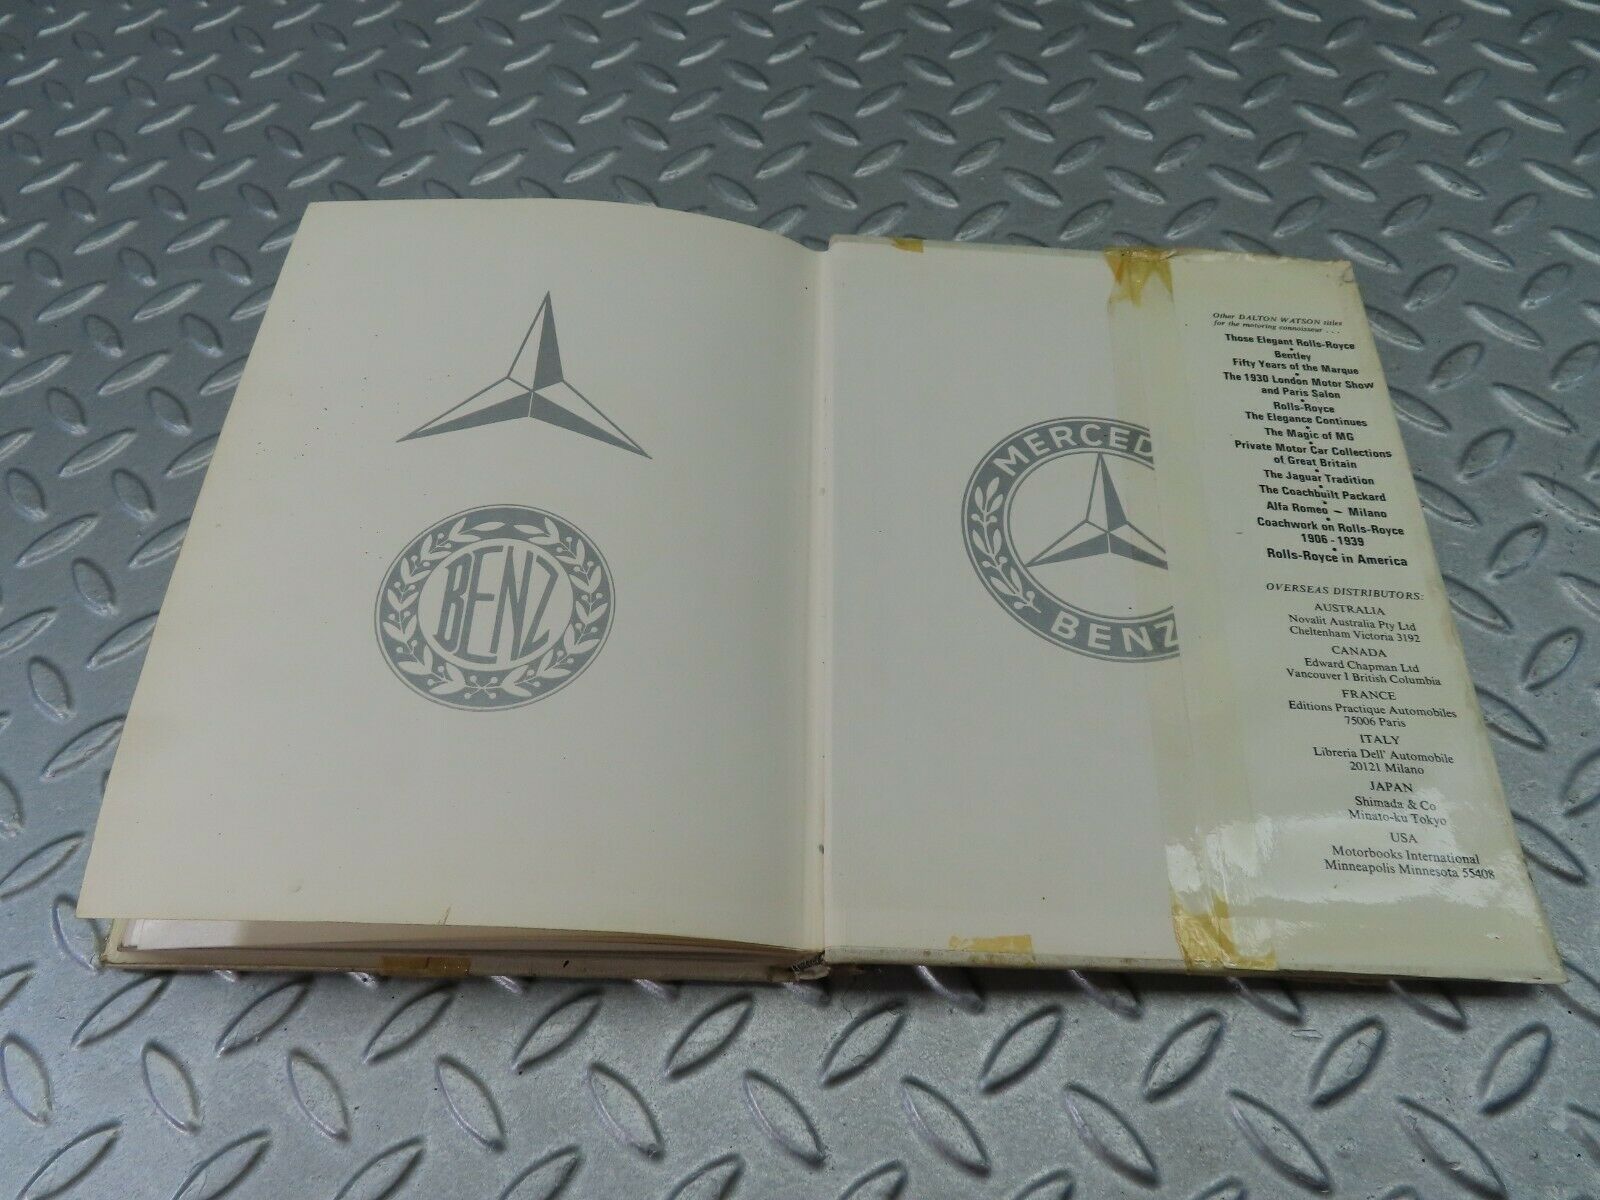 BENZ
MERCED
BENZ
Other DALTON WATSON titles
for the motoring connoisseur . . .
Those Elegant Rolls-Royce
•
Bentley
Fifty Years of the Marque
•
The 1930 London Motor Show
and Paris Salon
•
Rolls-Royce
The Elegance Continues
•
The Magic of MG
•
Private Motor Car Collections
of Great Britain
•
The Jaguar Tradition
•
The Coachbuilt Packard
•
Alfa Romeo – Milano
•
Coachwork on Rolls-Royce
1906 - 1939
•
Rolls-Royce in America
OVERSEAS DISTRIBUTORS:
AUSTRALIA
Novalit Australia Pty Ltd
Cheltenham Victoria 3192
CANADA
Edward Chapman Ltd
Vancouver 1 British Columbia
FRANCE
Editions Practique Automobiles
75006 Paris
ITALY
Libreria Dell' Automobile
20121 Milano
JAPAN
Shimada & Co
Minato-ku Tokyo
USA
Motorbooks International
Minneapolis Minnesota 55408